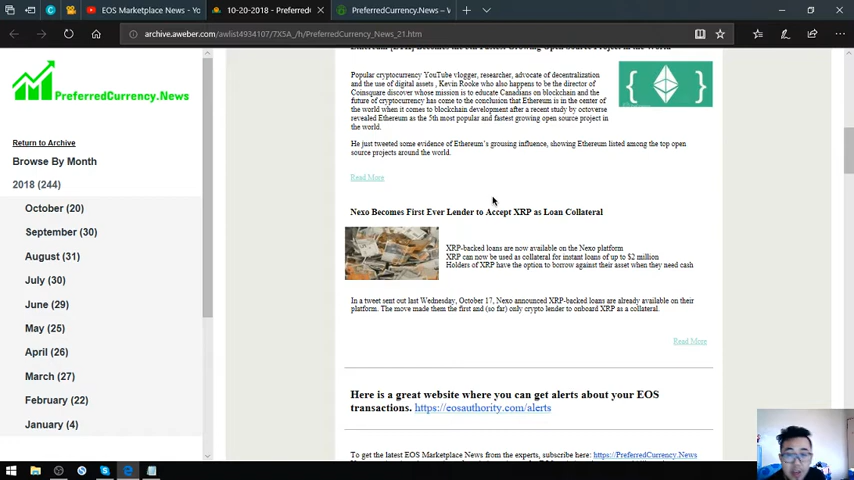 EOS Marketplace News - Yo
10-20-2018 - Preferred
PreferredCurrency.News – W
archive.aweber.com/awlist4934107/7X5A_/h/PreferredCurrency_News_21.htm
PreferredCurrency.News
Return to Archive
Browse By Month
2018 (244)
October (20)
September (30)
August (31)
July (30)
June (29)
May (25)
April (26)
March (27)
February (22)
January (4)
Popular cryptocurrency YouTube vlogger, researcher, advocate of decentralization
and the use of digital assets , Kevin Rooke who also happens to be the director of
Coinsquare discover whose mission is to educate Canadians on blockchain and the
future of cryptocurrency has come to the conclusion that Ethereum is in the center of
the world when it comes to blockchain development after a recent study by octoverse
revealed Ethereum as the 5th most popular and fastest growing open source project in
the world.
He just tweeted some evidence of Ethereum's grousing influence, showing Ethereum listed among the top open
source projects around the world.
Read More
Nexo Becomes First Ever Lender to Accept XRP as Loan Collateral
XRP-backed loans are now available on the Nexo platform
XRP can now be used as collateral for instant loans of up to $2 million
Holders of XRP have the option to borrow against their asset when they need cash
In a tweet sent out last Wednesday, October 17, Nexo announced XRP-backed loans are already available on their
platform. The move made them the first and (so far) only crypto lender to onboard XRP as a collateral.
Read More
Here is a great website where you can get alerts about your EOS
transactions. https://eosauthority.com/alerts
To get the latest EOS Marketplace News from the experts, subscribe here: https://PreferredCurrency.News